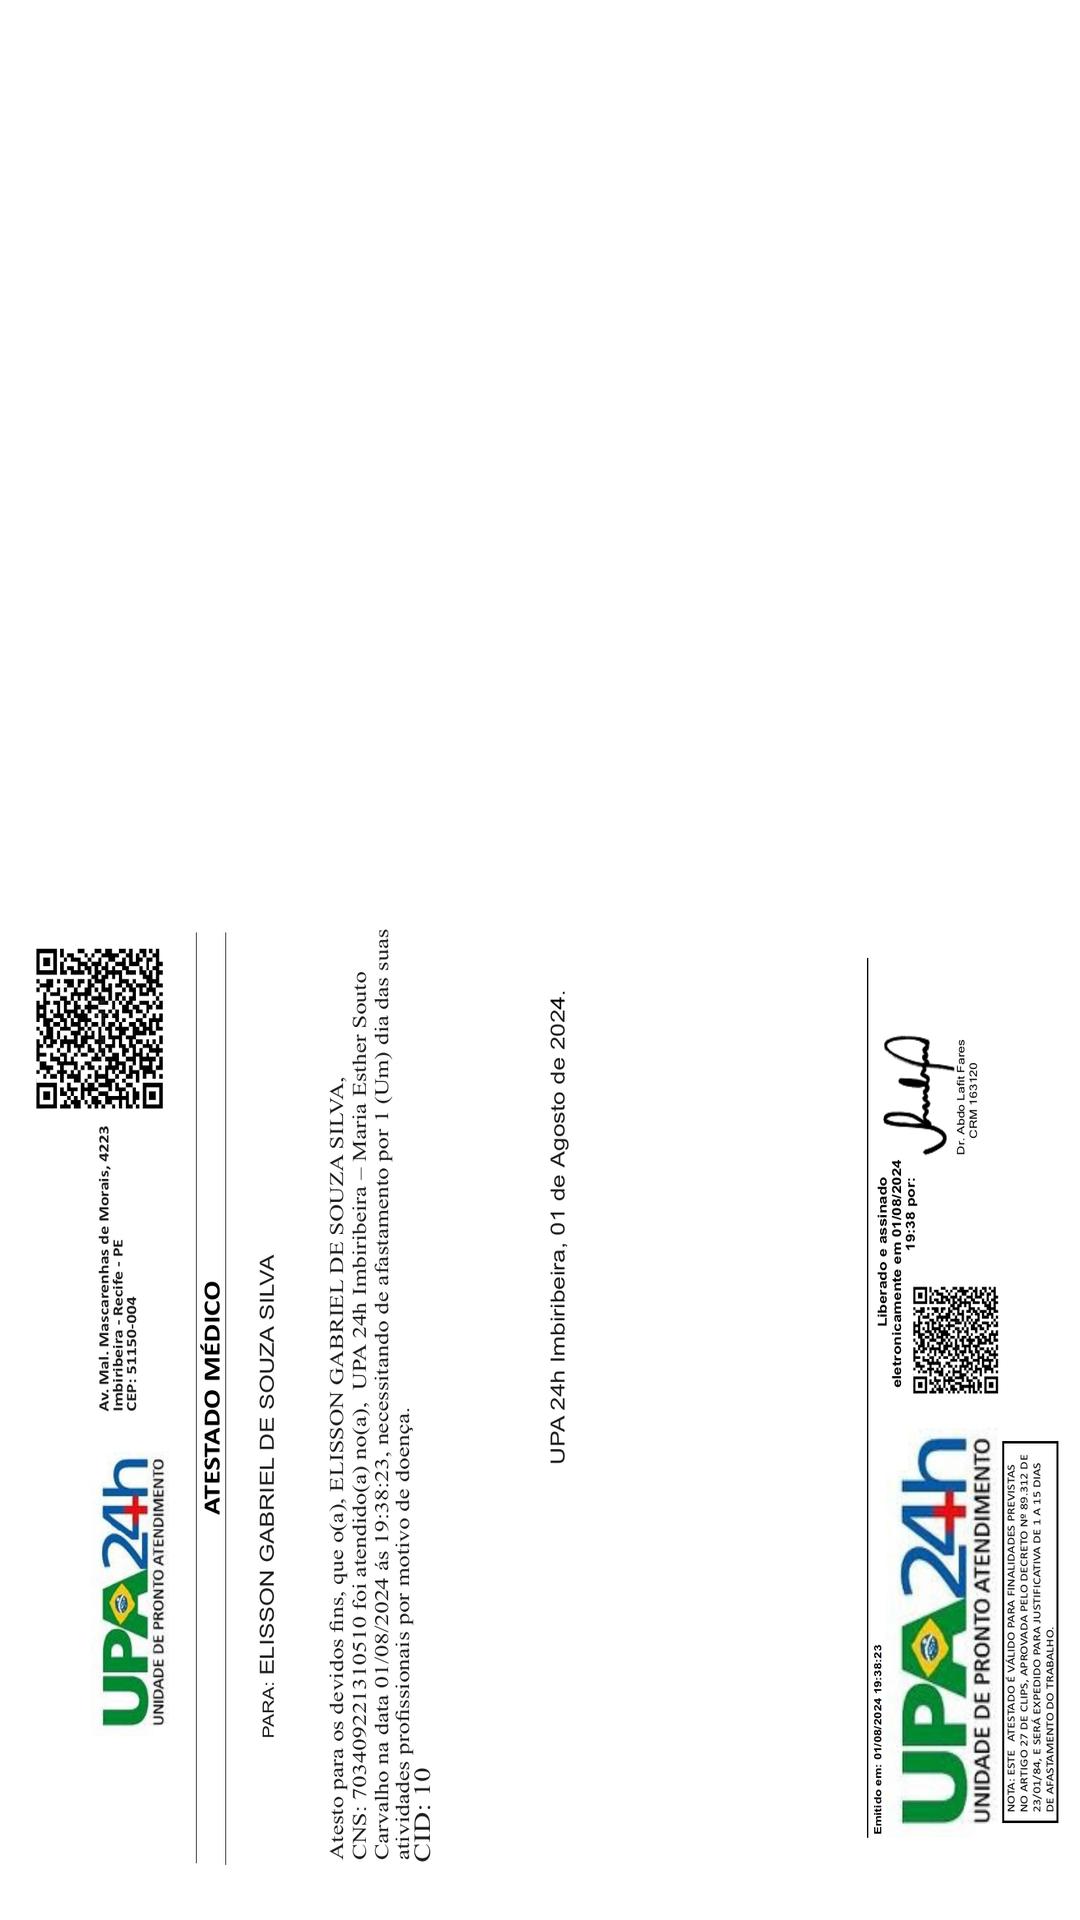 UPA24h
UNIDADE DE PRONTO ATENDIMENTO
Av. Mal. Mascarenhas de Morais, 4223
Imbiribeira - Recife - PE
CEP: 51150-004
ATESTADO MÉDICO
PARA: ELISSON GABRIEL DE SOUZA SILVA
Atesto para os devidos fins, que o(a), ELISSON GABRIEL DE SOUZA SILVA,
CNS: 703409221310510 foi atendido(a) no(a), UPA 24h Imbiribeira – Maria Esther Souto
Carvalho na data 01/08/2024 ás 19:38:23, necessitando de afastamento por 1 (Um) dia das suas
atividades profissionais por motivo de doença.
CID: 10
UPA 24h Imbiribeira, 01 de Agosto de 2024.
Emitido em: 01/08/2024 19:38:23
UPA24h
UNIDADE DE PRONTO ATENDIMENTO
Liberado e assinado
eletronicamente em 01/08/2024
19:38 por:
Dr. Abdo Lafit Fares
CRM 163120
NOTA: ESTE ATESTADO É VÁLIDO PARA FINALIDADES PREVISTAS
NO ARTIGO 27 DE CLIPS, APROVADA PELO DECRETO Nº 89.312 DE
23/01/84, E SERÁ EXPEDIDO PARA JUSTIFICATIVA DE 1 A 15 DIAS
DE AFASTAMENTO DO TRABALHO.